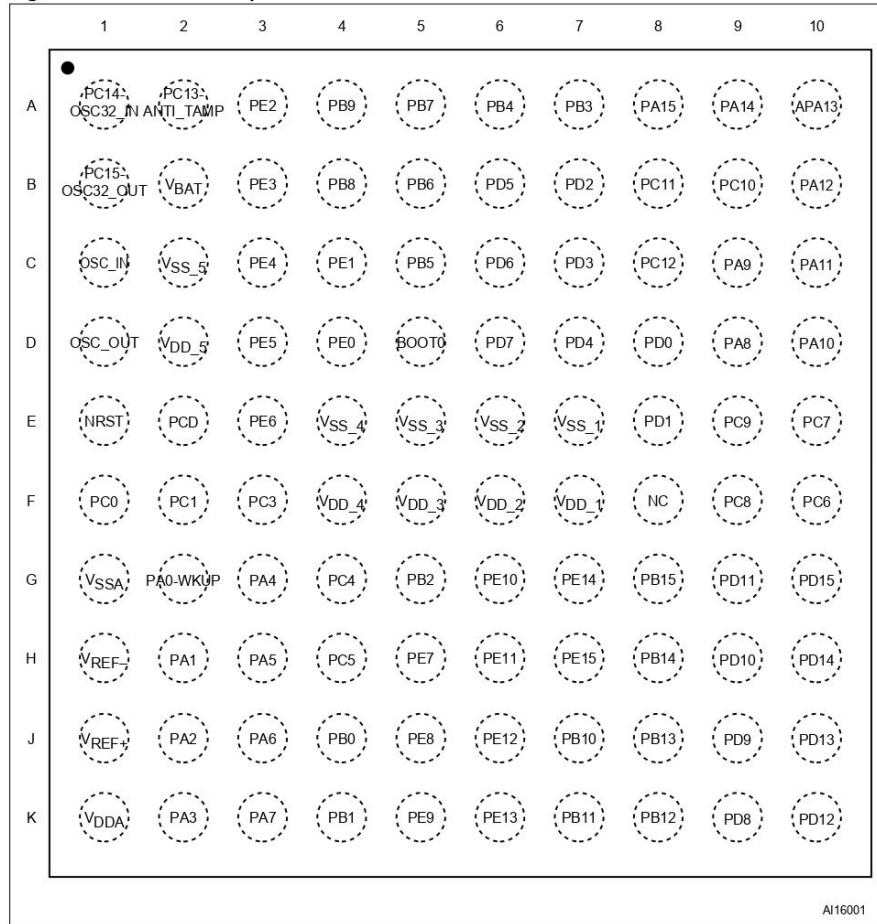 1 2 3 4 5 6 7 8 9 10
A PC14-OSC32_IN PC13-ANTI_TAMP PE2 PB9 PB7 PB4 PB3 PA15 PA14 APA13
B PC15-OSC32_OUT VBAT PE3 PB8 PB6 PD5 PD2 PC11 PC10 PA12
C OSC_IN VSS_5 PE4 PE1 PB5 PD6 PD3 PC12 PA9 PA11
D OSC_OUT VDD_5 PE5 PE0 BOOT0 PD7 PD4 PD0 PA8 PA10
E NRST PCD PE6 VSS_4 VSS_3 VSS_2 VSS_1 PD1 PC9 PC7
F PC0 PC1 PC3 VDD_4 VDD_3 VDD_2 VDD_1 NC PC8 PC6
G VSSA PA0-WKUP PA4 PC4 PB2 PE10 PE14 PB15 PD11 PD15
H VREF– PA1 PA5 PC5 PE7 PE11 PE15 PB14 PD10 PD14
J VREF+ PA2 PA6 PB0 PE8 PE12 PB10 PB13 PD9 PD13
K VDDA PA3 PA7 PB1 PE9 PE13 PB11 PB12 PD8 PD12
AI16001